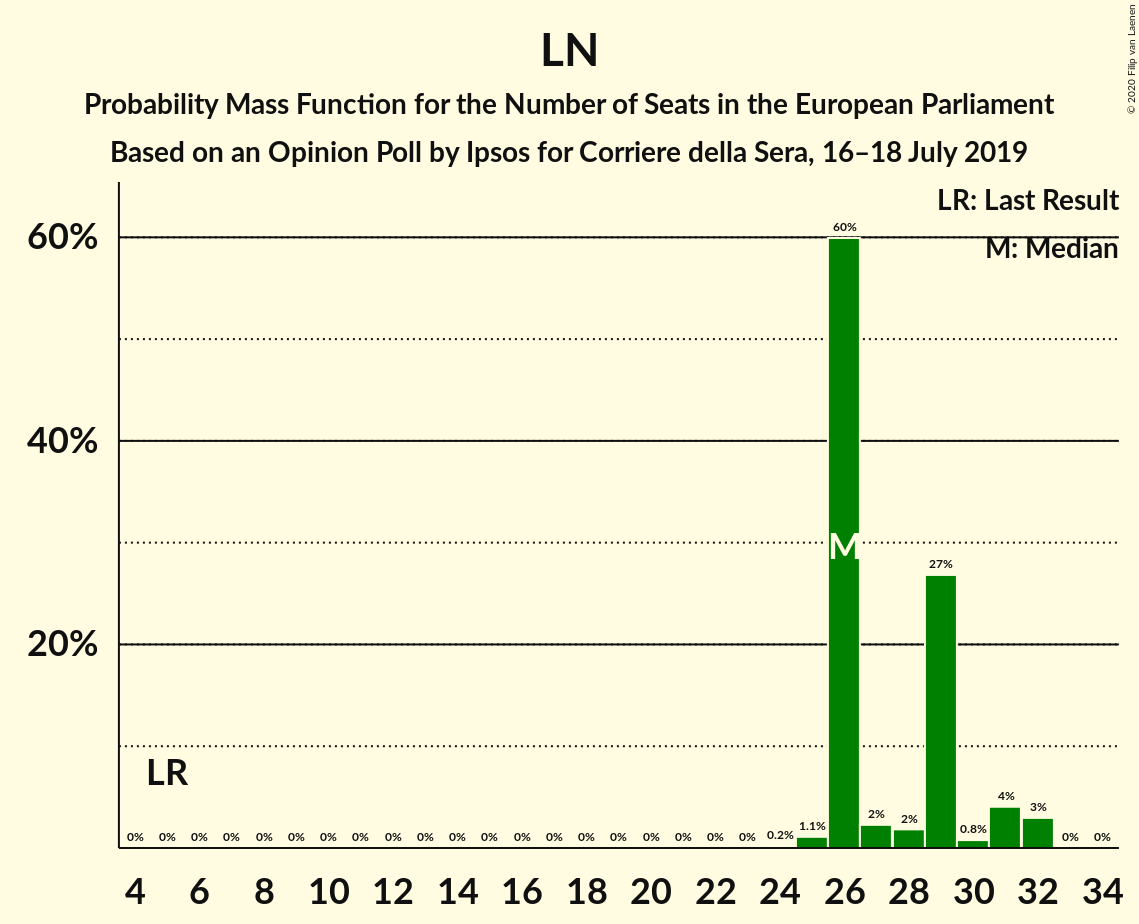 LN
Probability Mass Function for the Number of Seats in the European Parliament
Based on an Opinion Poll by Ipsos for Corriere della Sera, 16–18 July 2019
© 2020 Filip van Laenen
LR: Last Result
M: Median
60%
40%
20%
LR
M
0% 0% 0% 0% 0% 0% 0% 0% 0% 0% 0% 0% 0% 0% 0% 0% 0% 0% 0% 0% 0.2% 1.1% 60% 2% 2% 27% 0.8% 4% 3% 0% 0%
4 6 8 10 12 14 16 18 20 22 24 26 28 30 32 34